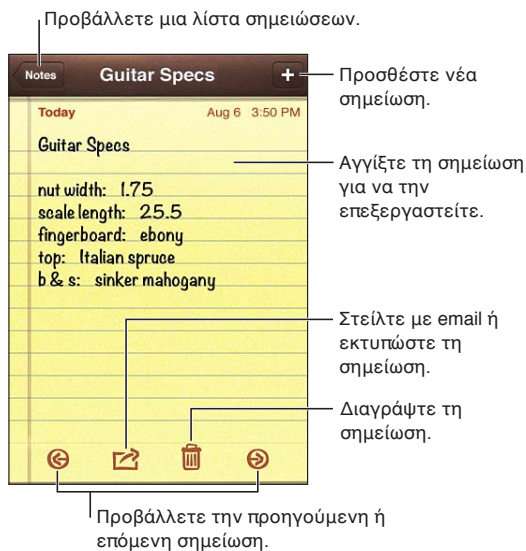 Προβάλλετε μια λίστα σημειώσεων.
Notes
Guitar Specs
+
Προσθέστε νέα
σημείωση.
Today
Aug 6 3:50 PM
Guitar Specs
Αγγίξτε τη σημείωση
για να την
επεξεργαστείτε.
nut width: 1.75
scale length: 25.5
fingerboard: ebony
top: Italian spruce
b & s: sinker mahogany
Στείλτε με email ή
εκτυπώστε τη
σημείωση.
Διαγράψτε τη
σημείωση.
Προβάλλετε την προηγούμενη ή
επόμενη σημείωση.